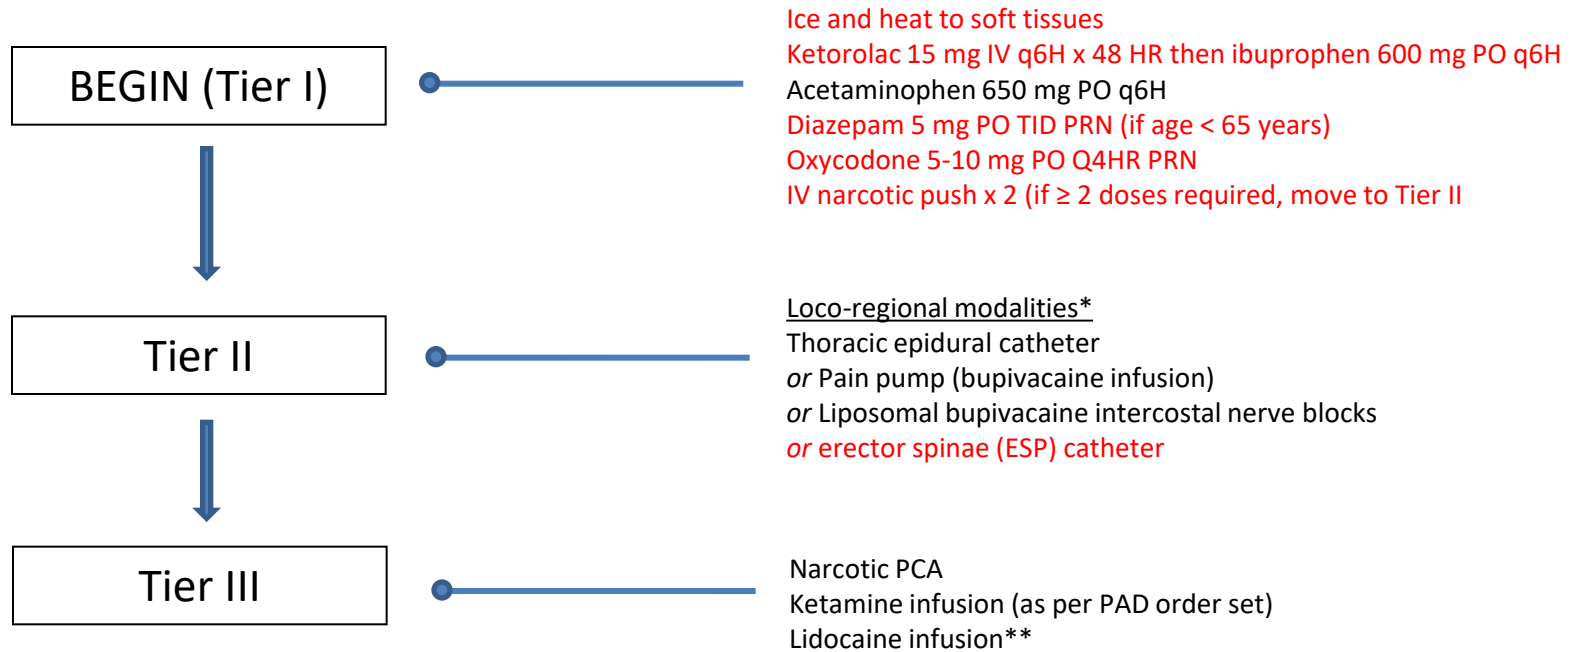 BEGIN (Tier I)
Ice and heat to soft tissues
Ketorolac 15 mg IV q6H x 48 HR then ibuprophen 600 mg PO q6H
Acetaminophen 650 mg PO q6H
Diazepam 5 mg PO TID PRN (if age < 65 years)
Oxycodone 5-10 mg PO Q4HR PRN
IV narcotic push x 2 (if ≥ 2 doses required, move to Tier II
Tier II
Loco-regional modalities*
Thoracic epidural catheter
or Pain pump (bupivacaine infusion)
or Liposomal bupivacaine intercostal nerve blocks
or erector spinae (ESP) catheter
Tier III
Narcotic PCA
Ketamine infusion (as per PAD order set)
Lidocaine infusion**